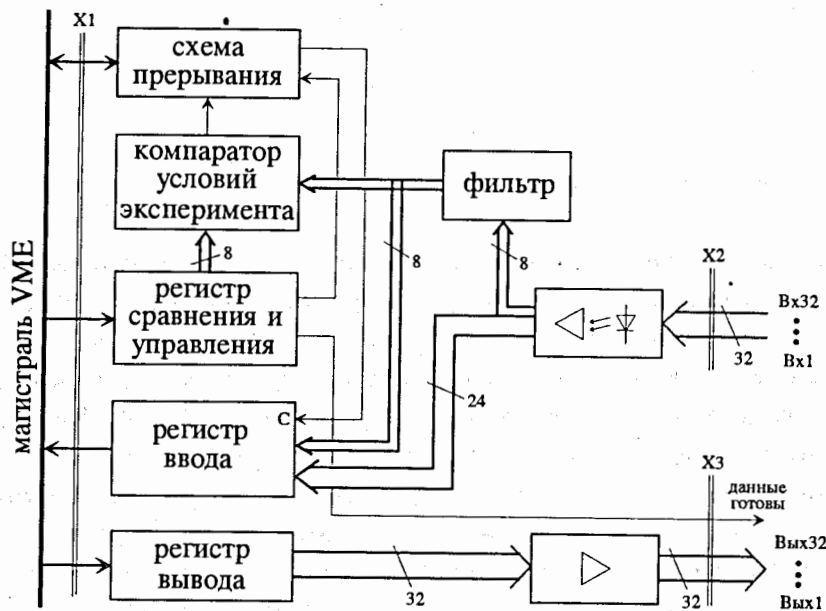 X1
схема
прерывания
компаратор
условий
эксперимента
фильтр
8
8
8
магистраль VME
регистр
сравнения и
управления
X2
Вх32
32
Вх1
24
С
регистр
ввода
X3
данные
готовы
регистр
вывода
32
32
Вых32
Вых1